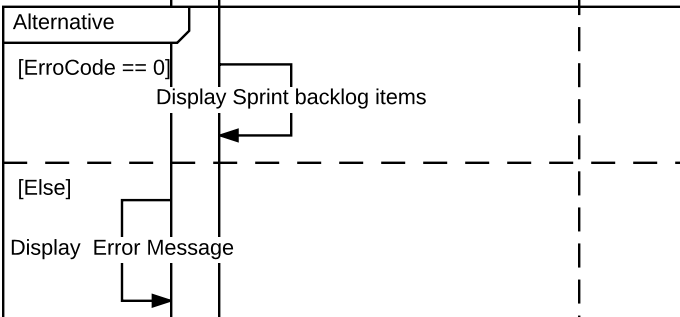 Alternative
[ErroCode == 0]
Display Sprint backlog items
[Else]
Display  Error Message